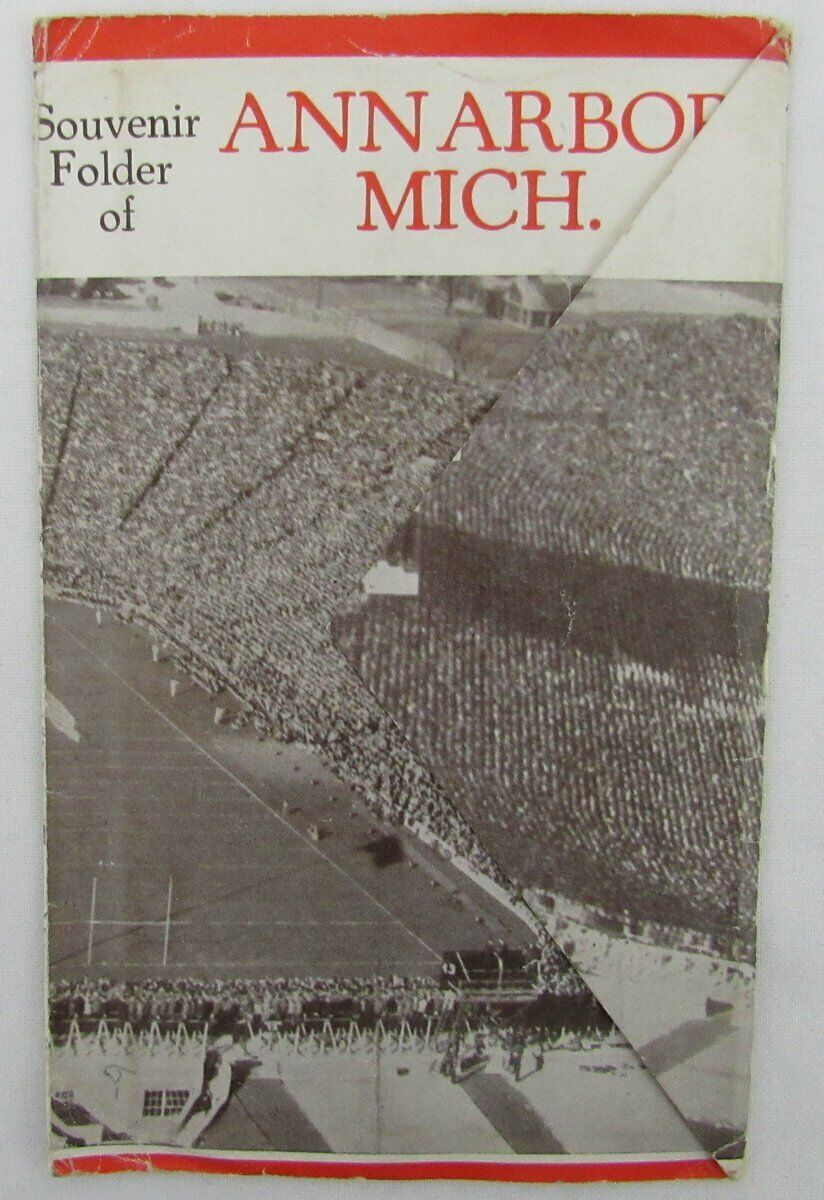 Souvenir
Folder
of
ANN ARBOR
MICH.